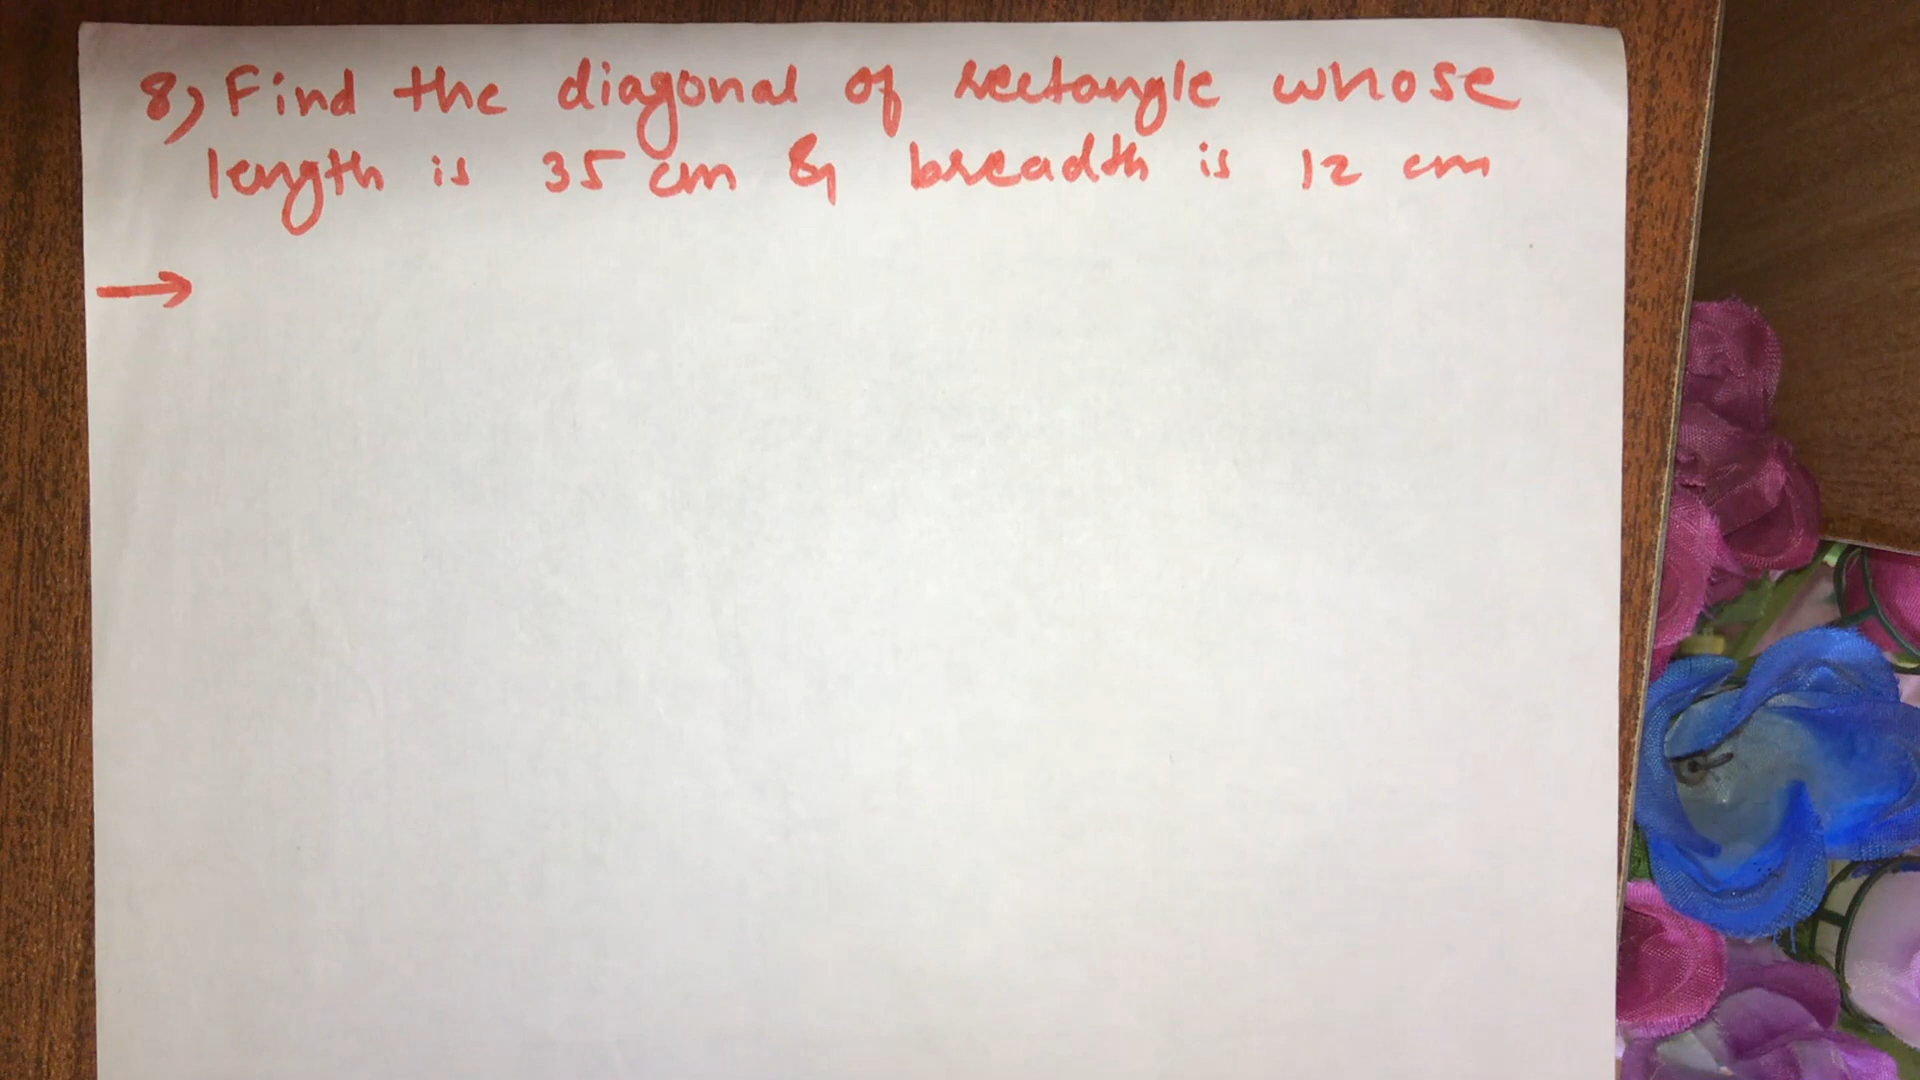 8) Find the diagonal of rectangle whose
length is 35 cm & breadth is 12 cm
→